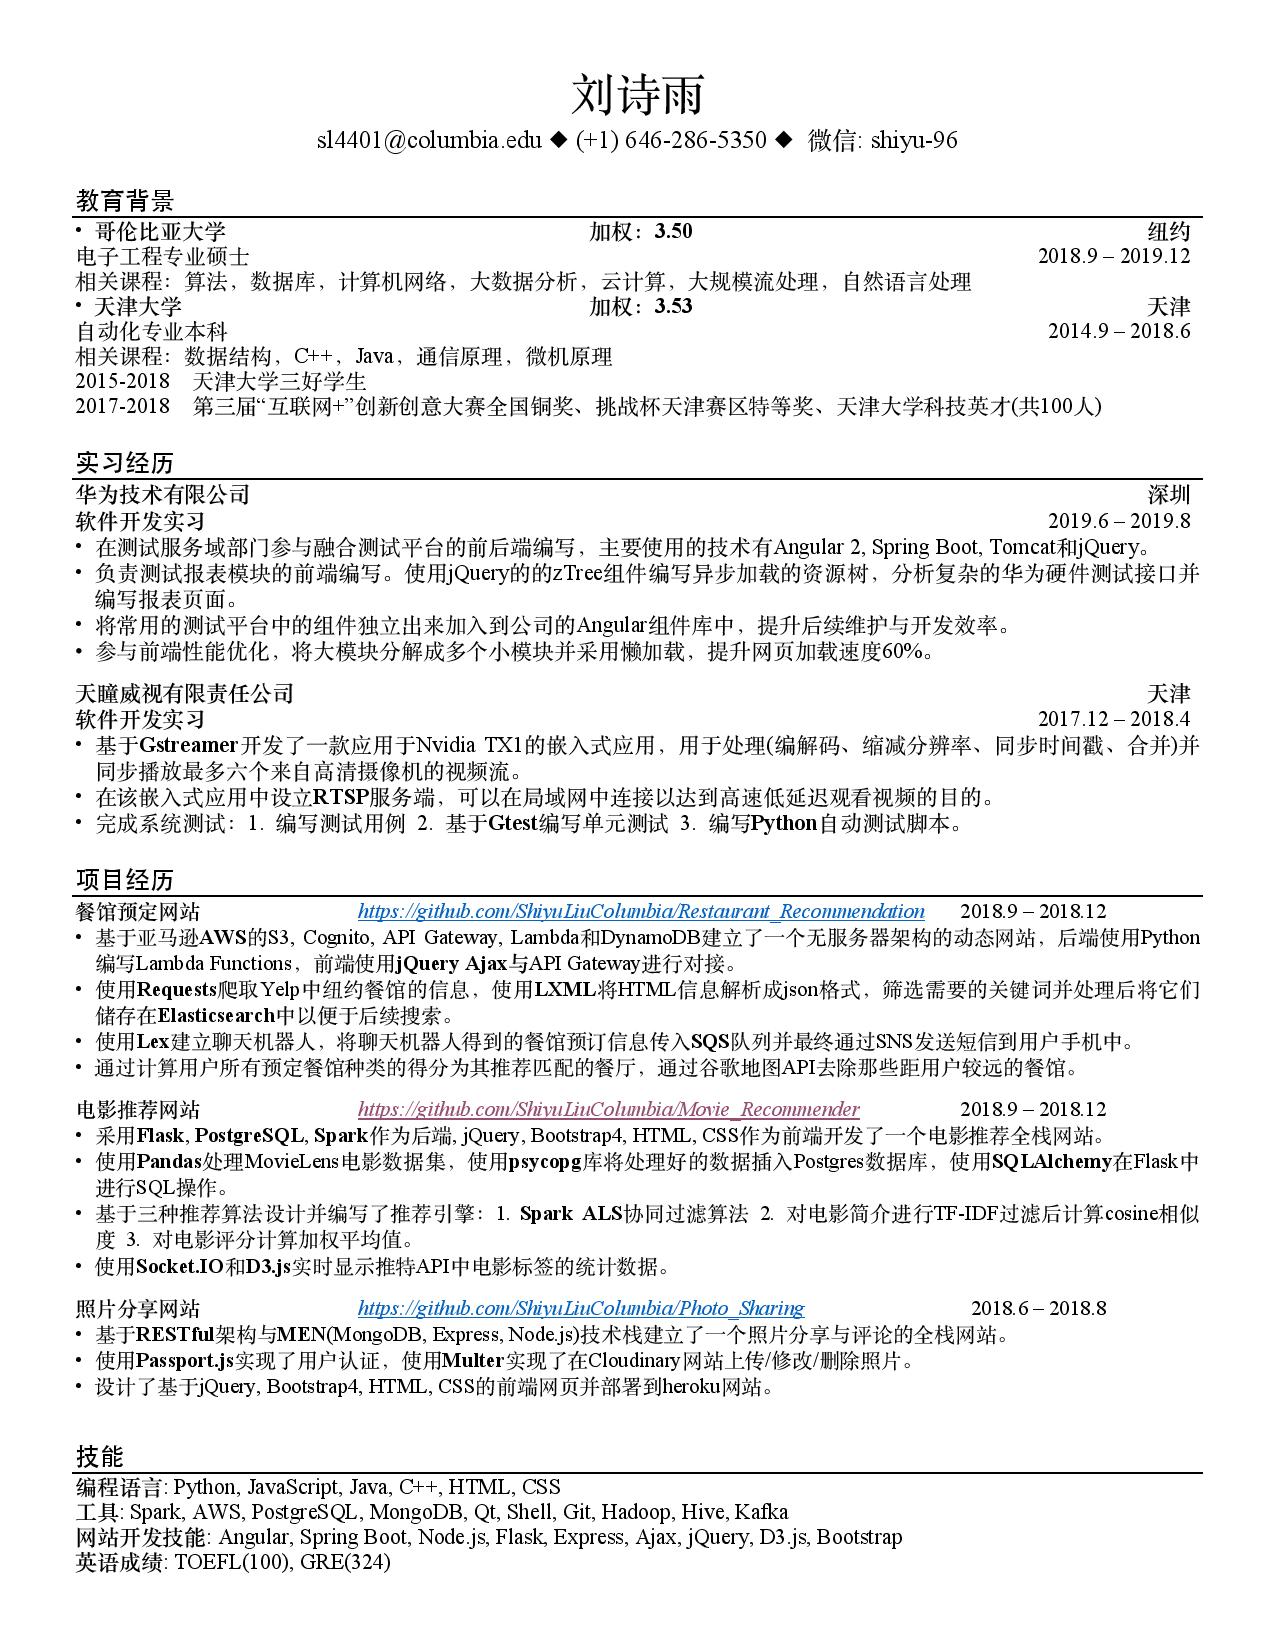 刘诗雨
sl4401@columbia.edu ◆ (+1) 646-286-5350 ◆ 微信: shiyu-96
教育背景
• 哥伦比亚大学 加权：3.50 纽约
电子工程专业硕士 2018.9 – 2019.12
相关课程：算法，数据库，计算机网络，大数据分析，云计算，大规模流处理，自然语言处理
• 天津大学 加权：3.53 天津
自动化专业本科 2014.9 – 2018.6
相关课程：数据结构，C++，Java，通信原理，微机原理
2015-2018 天津大学三好学生
2017-2018 第三届“互联网+”创新创意大赛全国铜奖、挑战杯天津赛区特等奖、天津大学科技英才(共100人)
实习经历
华为技术有限公司 深圳
软件开发实习 2019.6 – 2019.8
• 在测试服务域部门参与融合测试平台的前后端编写，主要使用的技术有Angular 2, Spring Boot, Tomcat和jQuery。
• 负责测试报表模块的前端编写。使用jQuery的的zTree组件编写异步加载的资源树，分析复杂的华为硬件测试接口并
编写报表页面。
• 将常用的测试平台中的组件独立出来加入到公司的Angular组件库中，提升后续维护与开发效率。
• 参与前端性能优化，将大模块分解成多个小模块并采用懒加载，提升网页加载速度60%。
天瞳威视有限责任公司 天津
软件开发实习 2017.12 – 2018.4
• 基于Gstreamer开发了一款应用于Nvidia TX1的嵌入式应用，用于处理(编解码、缩减分辨率、同步时间戳、合并)并
同步播放最多六个来自高清摄像机的视频流。
• 在该嵌入式应用中设立RTSP服务端，可以在局域网中连接以达到高速低延迟观看视频的目的。
• 完成系统测试：1. 编写测试用例 2. 基于Gtest编写单元测试 3. 编写Python自动测试脚本。
项目经历
餐馆预定网站 https://github.com/ShiyuLiuColumbia/Restaurant_Recommendation 2018.9 – 2018.12
• 基于亚马逊AWS的S3, Cognito, API Gateway, Lambda和DynamoDB建立了一个无服务器架构的动态网站，后端使用Python
编写Lambda Functions，前端使用jQuery Ajax与API Gateway进行对接。
• 使用Requests爬取Yelp中纽约餐馆的信息，使用LXML将HTML信息解析成json格式，筛选需要的关键词并处理后将它们
储存在Elasticsearch中以便于后续搜索。
• 使用Lex建立聊天机器人，将聊天机器人得到的餐馆预订信息传入SQS队列并最终通过SNS发送短信到用户手机中。
• 通过计算用户所有预定餐馆种类的得分为其推荐匹配的餐厅，通过谷歌地图API去除那些距用户较远的餐馆。
电影推荐网站 https://github.com/ShiyuLiuColumbia/Movie_Recommender 2018.9 – 2018.12
• 采用Flask, PostgreSQL, Spark作为后端, jQuery, Bootstrap4, HTML, CSS作为前端开发了一个电影推荐全栈网站。
• 使用Pandas处理MovieLens电影数据集，使用psycopg库将处理好的数据插入Postgres数据库，使用SQLAlchemy在Flask中
进行SQL操作。
• 基于三种推荐算法设计并编写了推荐引擎：1. Spark ALS协同过滤算法 2. 对电影简介进行TF-IDF过滤后计算cosine相似
度 3. 对电影评分计算加权平均值。
• 使用Socket.IO和D3.js实时显示推特API中电影标签的统计数据。
照片分享网站 https://github.com/ShiyuLiuColumbia/Photo_Sharing 2018.6 – 2018.8
• 基于RESTful架构与MEN(MongoDB, Express, Node.js)技术栈建立了一个照片分享与评论的全栈网站。
• 使用Passport.js实现了用户认证，使用Multer实现了在Cloudinary网站上传/修改/删除照片。
• 设计了基于jQuery, Bootstrap4, HTML, CSS的前端网页并部署到heroku网站。
技能
编程语言: Python, JavaScript, Java, C++, HTML, CSS
工具: Spark, AWS, PostgreSQL, MongoDB, Qt, Shell, Git, Hadoop, Hive, Kafka
网站开发技能: Angular, Spring Boot, Node.js, Flask, Express, Ajax, jQuery, D3.js, Bootstrap
英语成绩: TOEFL(100), GRE(324)